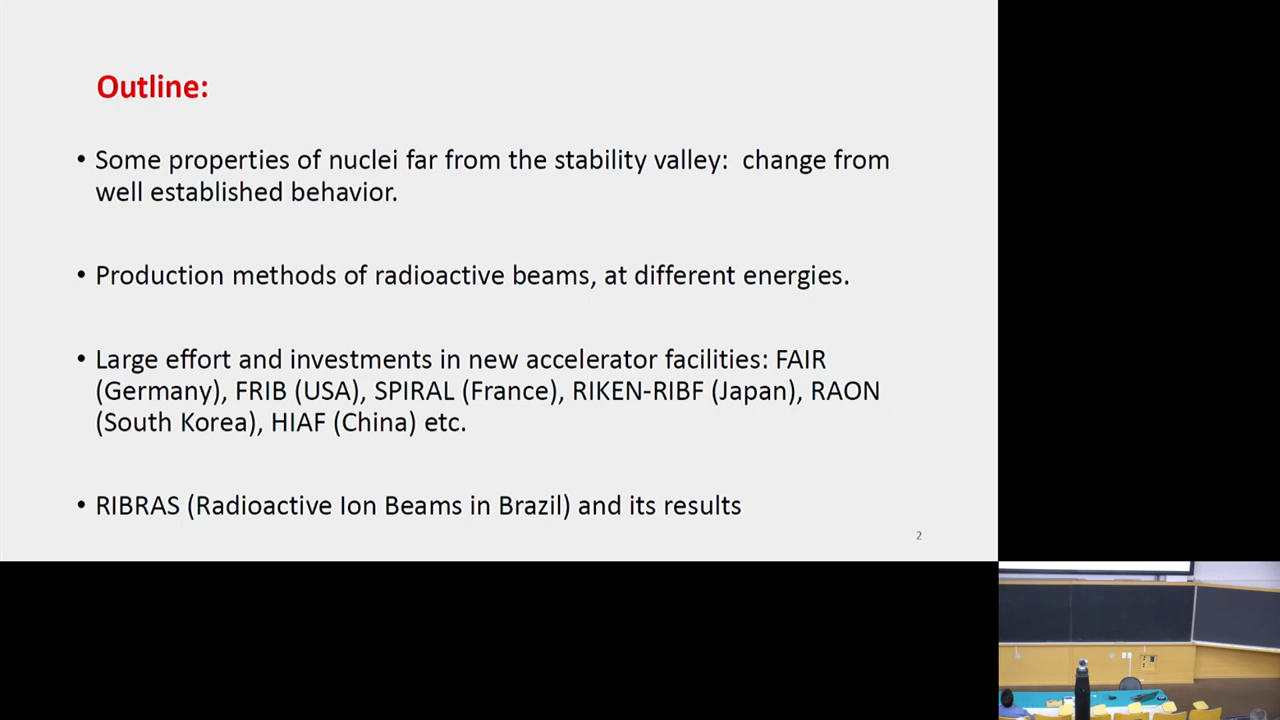 Outline:
• Some properties of nuclei far from the stability valley: change from
well established behavior.
• Production methods of radioactive beams, at different energies.
• Large effort and investments in new accelerator facilities: FAIR
(Germany), FRIB (USA), SPIRAL (France), RIKEN-RIBF (Japan), RAON
(South Korea), HIAF (China) etc.
• RIBRAS (Radioactive Ion Beams in Brazil) and its results
2